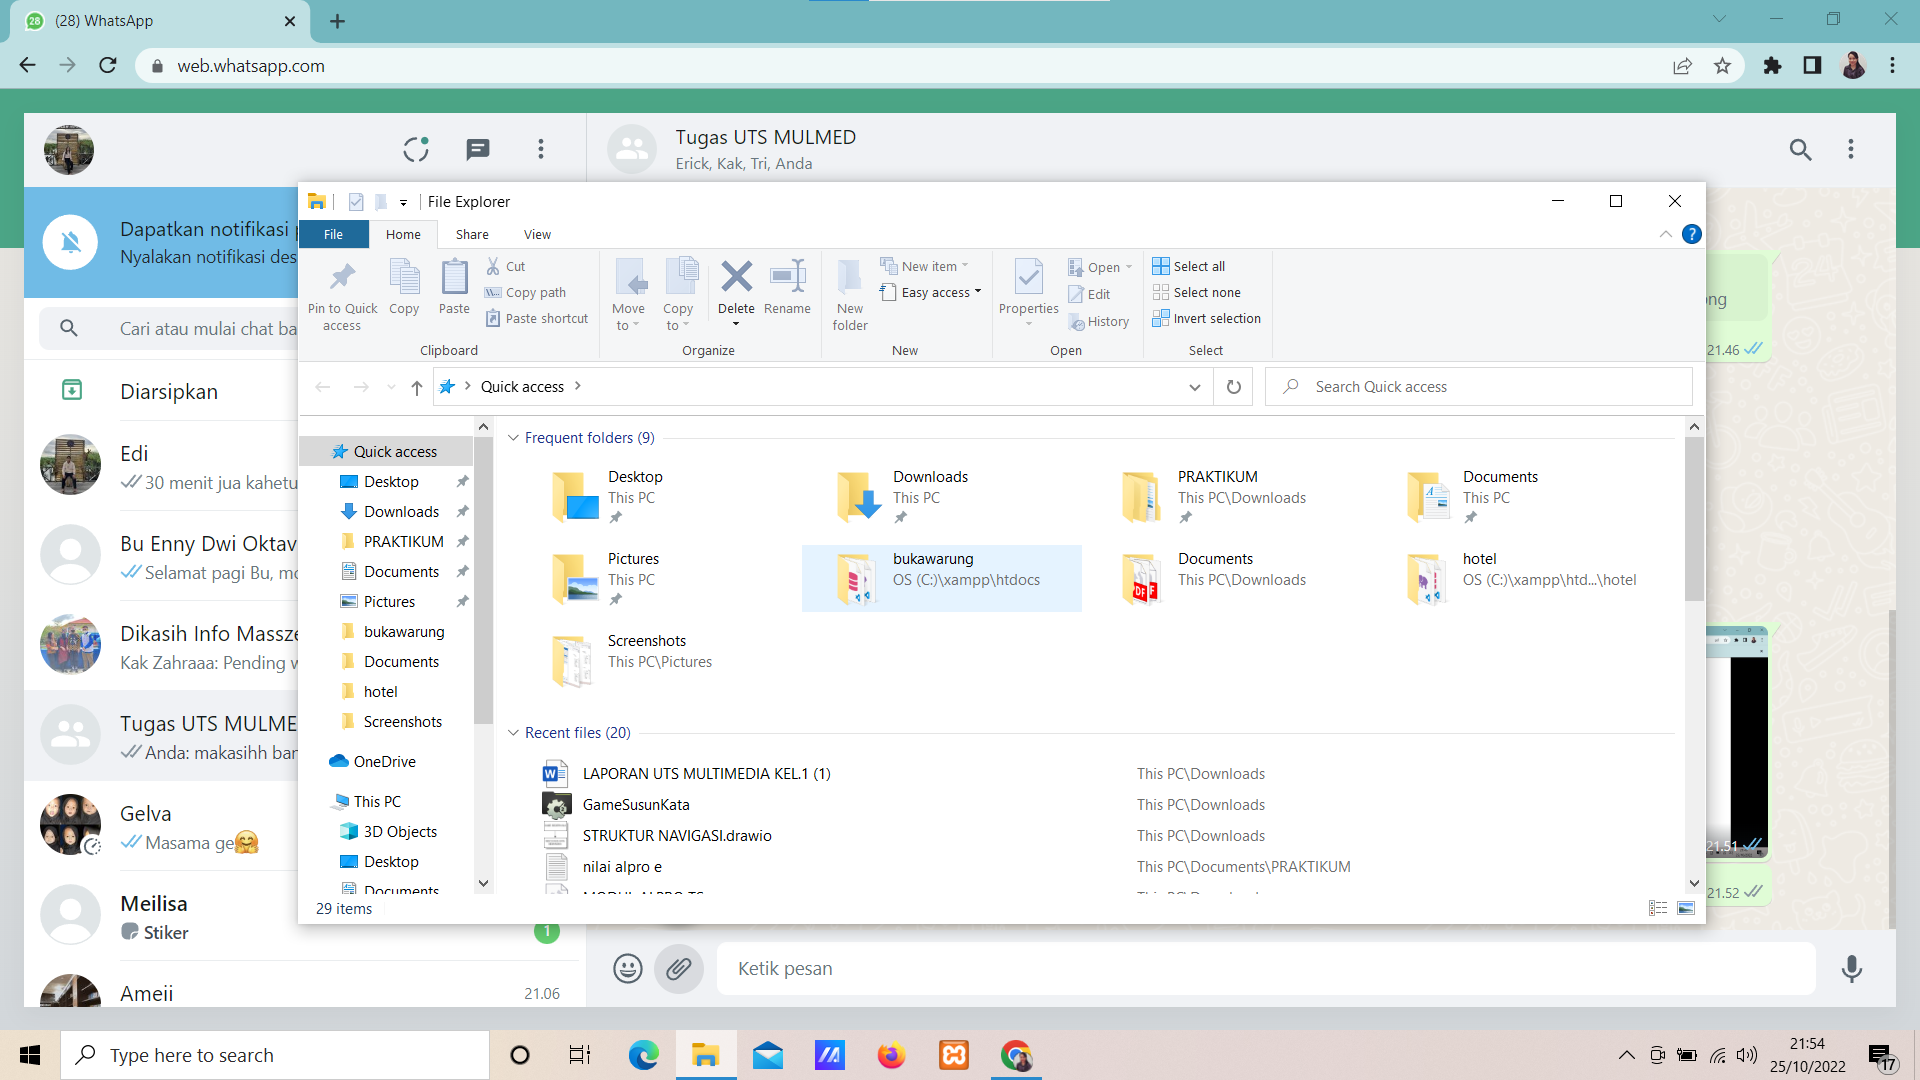 (28) WhatsApp
web.whatsapp.com
Tugas UTS MULMED
Erick, Kak, Tri, Anda
Dapatkan notifikasi
Nyalakan notifikasi
Cari atau mulai chat
Diarsipkan
Edi
30 menit jua
Bu Enny Dwi
Selamat pagi Bu,
Dikasih Info
Kak Zahraaa: Pending
Tugas UTS
Anda: makasihh
Gelva
Masama ge🤗
Meilisa
Stiker
1
Ameii
21.06
File Explorer
File
Home
Share
View
Pin to Quick access
Copy
Paste
Cut
Copy path
Paste shortcut
Clipboard
Move to
Copy to
Delete
Rename
Organize
New folder
New item
Easy access
New
Properties
Open
Edit
History
Open
Select all
Select none
Invert selection
Select
Quick access
Search Quick access
Quick access
Desktop
Downloads
PRAKTIKUM
Documents
Pictures
bukawarung
Documents
hotel
Screenshots
OneDrive
This PC
3D Objects
Desktop
Documents
Frequent folders (9)
Desktop
This PC
Downloads
This PC
PRAKTIKUM
This PC\Downloads
Documents
This PC
Pictures
This PC
bukawarung
OS (C:)\xampp\htdocs
Documents
This PC\Downloads
hotel
OS (C:)\xampp\htd...\hotel
Screenshots
This PC\Pictures
Recent files (20)
LAPORAN UTS MULTIMEDIA KEL.1 (1) This PC\Downloads
GameSusunKata This PC\Downloads
STRUKTUR NAVIGASI.drawio This PC\Downloads
nilai alpro e This PC\Documents\PRAKTIKUM
29 items
21.46
21.51
21.52
Ketik pesan
Type here to search
21:54
25/10/2022
17